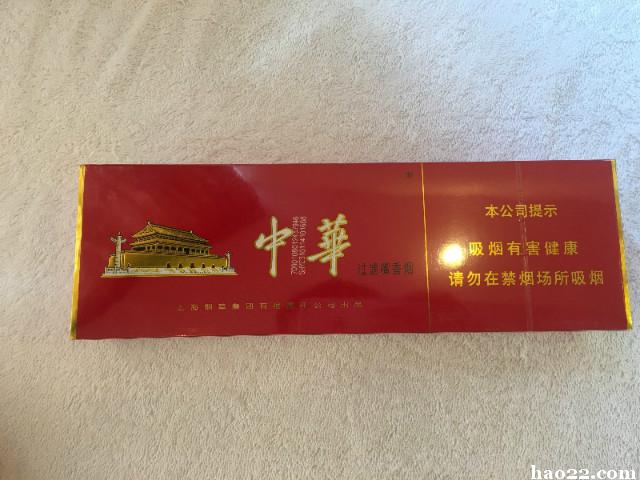 中華
过滤嘴香烟
上海烟草集团有限责任公司出品
本公司提示
吸烟有害健康
请勿在禁烟场所吸烟
hao22.com